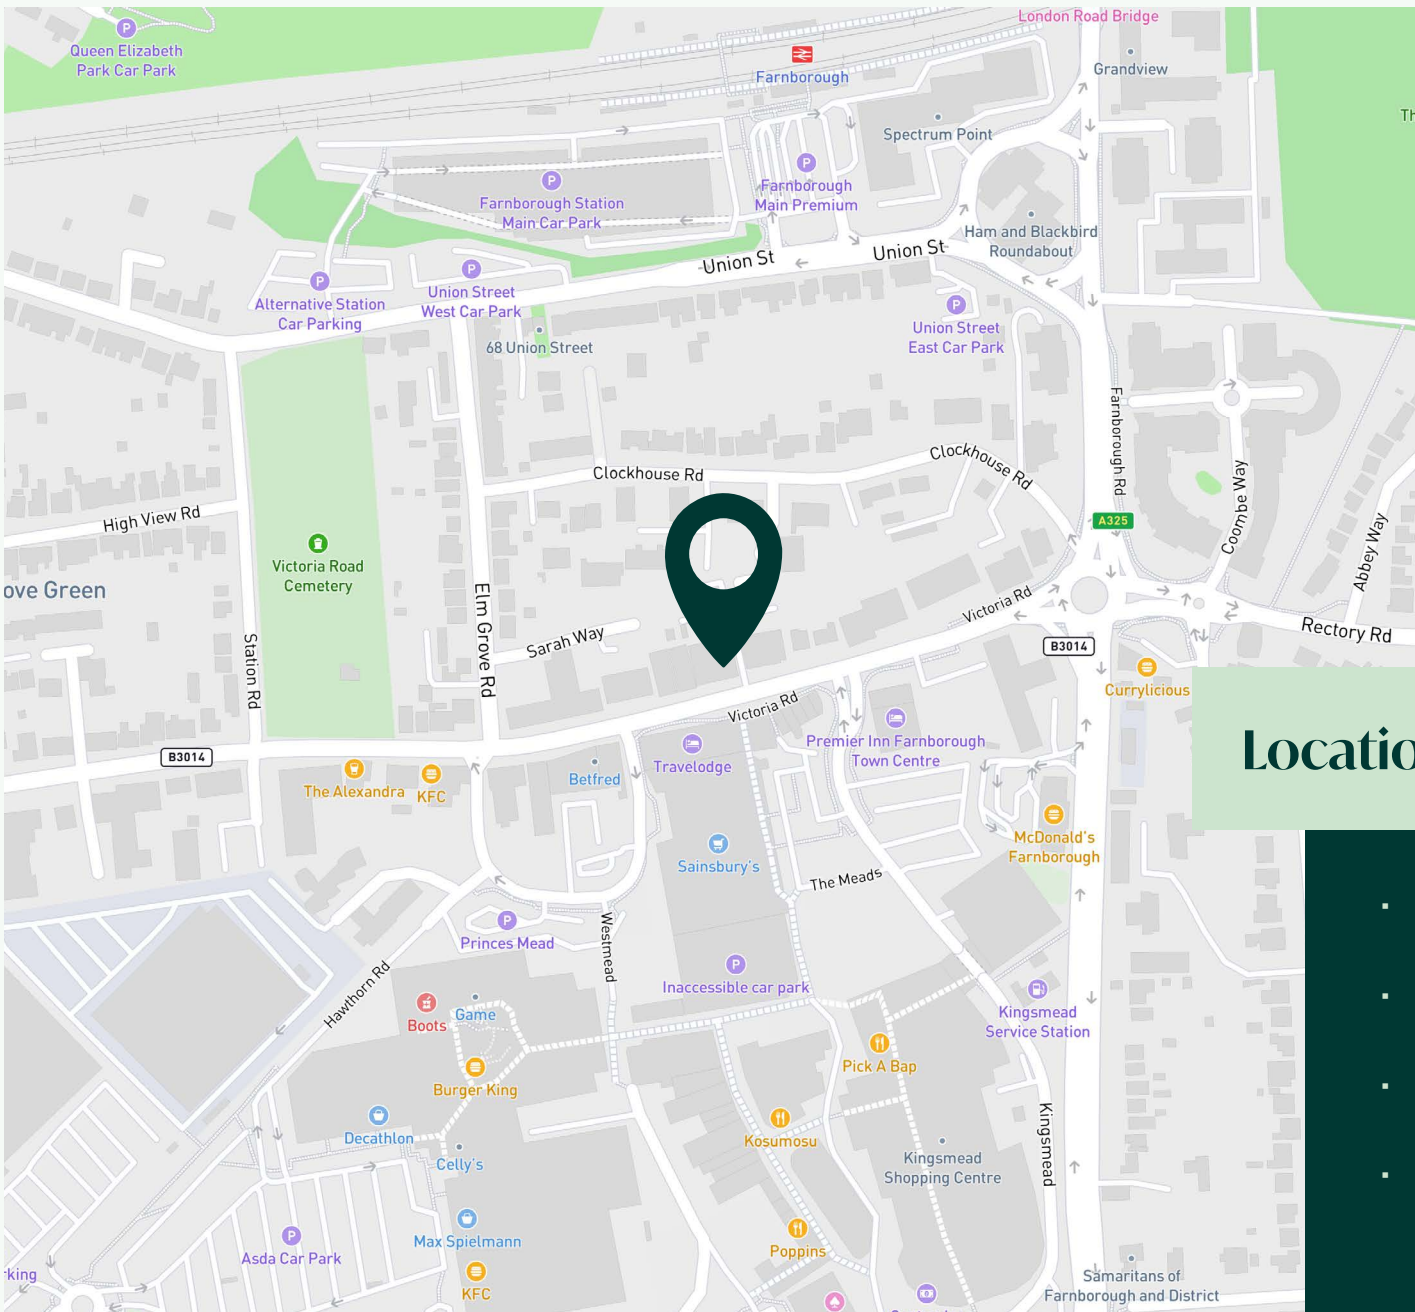 London Road Bridge
Queen Elizabeth
Park Car Park
Farnborough
Grandview
Spectrum Point
Farnborough Station
Main Car Park
Farnborough
Main Premium
Ham and Blackbird
Roundabout
Union St
Union St
Alternative Station
Car Parking
Union Street
West Car Park
68 Union Street
Union Street
East Car Park
Farnborough Rd
Clockhouse Rd
Clockhouse Rd
High View Rd
A325
Coombe Way
Abbey Way
Victoria Road
Cemetery
ove Green
Elm Grove Rd
Sarah Way
Station Rd
Victoria Rd
B3014
Rectory Rd
Currylicious
Victoria Rd
Premier Inn Farnborough
Town Centre
Travelodge
Locatio
B3014
The Alexandra
KFC
Betfred
Sainsbury's
McDonald's
Farnborough
The Meads
Princes Mead
Westmead
Inaccessible car park
Hawthorn Rd
Boots
Game
Kingsmead
Service Station
Pick A Bap
Burger King
Decathlon
Kosumosu
Celly's
Kingsmead
Shopping Centre
Kingsmead
Max Spielmann
Asda Car Park
Poppins
KFC
rking
Samaritans of
Farnborough and District